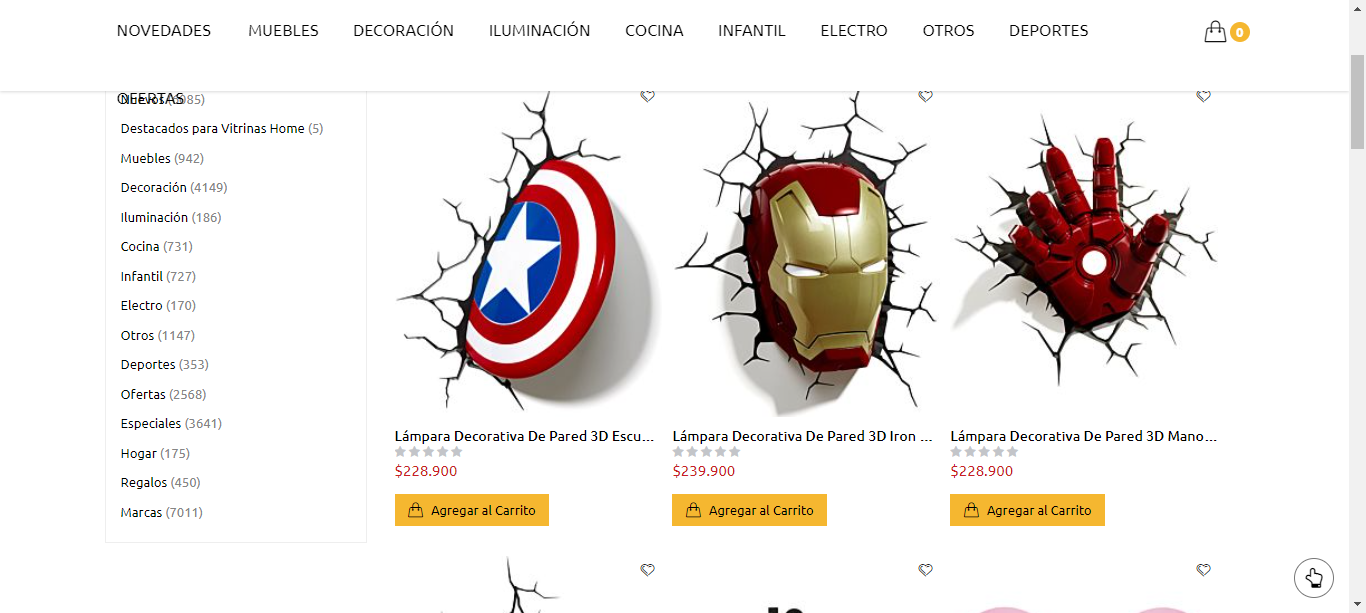 NOVEDADES MUEBLES DECORACIÓN ILUMINACIÓN COCINA INFANTIL ELECTRO OTROS DEPORTES 0
OFERTAS
Nuevos
Destacados para Vitrinas Home (5)
Muebles (942)
Decoración (4149)
Iluminación (186)
Cocina (731)
Infantil (727)
Electro (170)
Otros (1147)
Deportes (353)
Ofertas (2568)
Especiales (3641)
Hogar (175)
Regalos (450)
Marcas (7011)
Lámpara Decorativa De Pared 3D Escu...
$228.900
Agregar al Carrito
Lámpara Decorativa De Pared 3D Iron ...
$239.900
Agregar al Carrito
Lámpara Decorativa De Pared 3D Mano...
$228.900
Agregar al Carrito